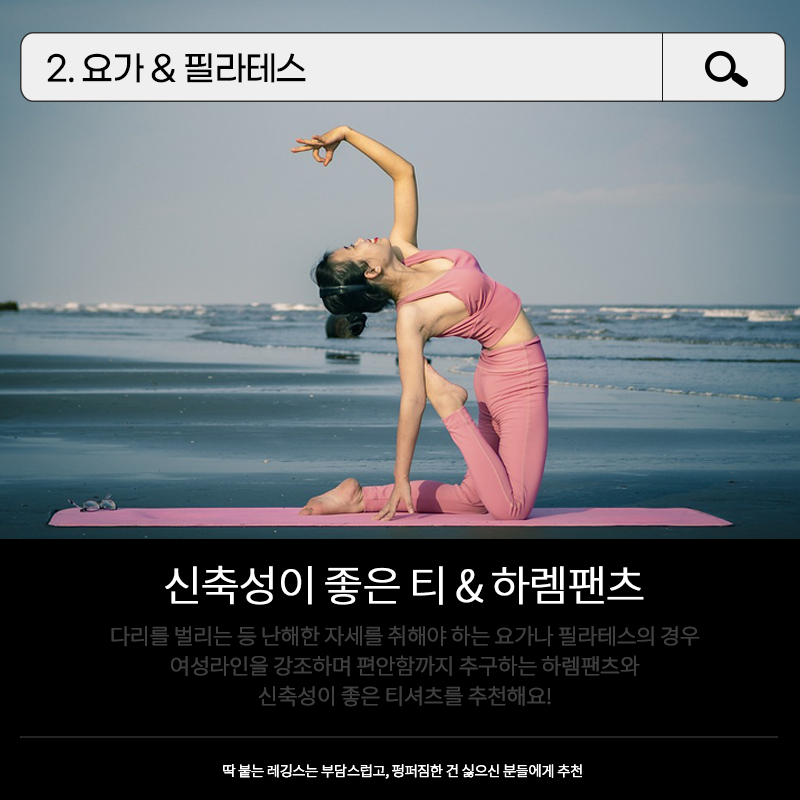 2. 요가 & 필라테스
신축성이 좋은 티 & 하렘팬츠
다리를 벌리는 등 난해한 자세를 취해야 하는 요가나 필라테스의 경우
여성라인을 강조하며 편안함까지 추구하는 하렘팬츠와
신축성이 좋은 티셔츠를 추천해요!
딱 붙는 레깅스는 부담스럽고, 펑퍼짐한 건 싫으신 분들에게 추천